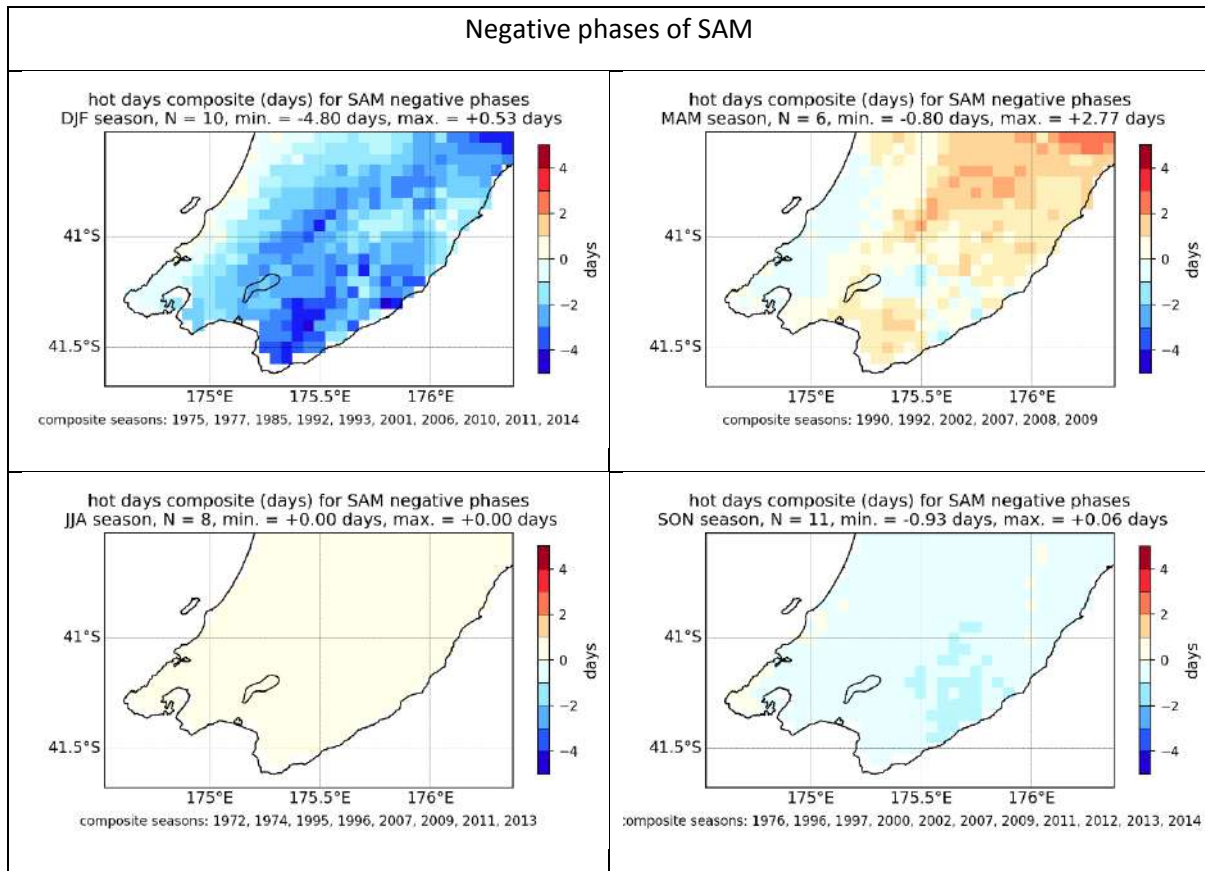 Negative phases of SAM
hot days composite (days) for SAM negative phases
DJF season, N = 10, min. = -4.80 days, max. = +0.53 days
41°S
41.5°S
175°E 175.5°E 176°E
4
2
0
−2
−4
days
composite seasons: 1975, 1977, 1985, 1992, 1993, 2001, 2006, 2010, 2011, 2014
hot days composite (days) for SAM negative phases
MAM season, N = 6, min. = -0.80 days, max. = +2.77 days
41°S
41.5°S
175°E 175.5°E 176°E
4
2
0
−2
−4
days
composite seasons: 1990, 1992, 2002, 2007, 2008, 2009
hot days composite (days) for SAM negative phases
JJA season, N = 8, min. = +0.00 days, max. = +0.00 days
41°S
41.5°S
175°E 175.5°E 176°E
4
2
0
−2
−4
days
composite seasons: 1972, 1974, 1995, 1996, 2007, 2009, 2011, 2013
hot days composite (days) for SAM negative phases
SON season, N = 11, min. = -0.93 days, max. = +0.06 days
41°S
41.5°S
175°E 175.5°E 176°E
4
2
0
−2
−4
days
composite seasons: 1976, 1996, 1997, 2000, 2002, 2007, 2009, 2011, 2012, 2013, 2014